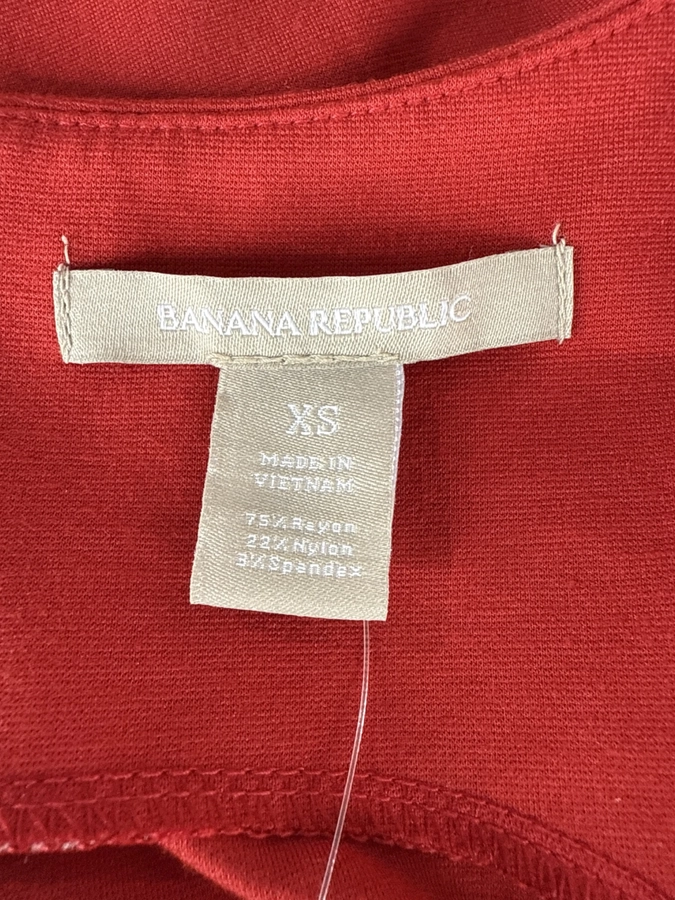 BANANA REPUBLIC
XS
MADE IN
VIETNAM
75% Rayon
22% Nylon
3% Spandex